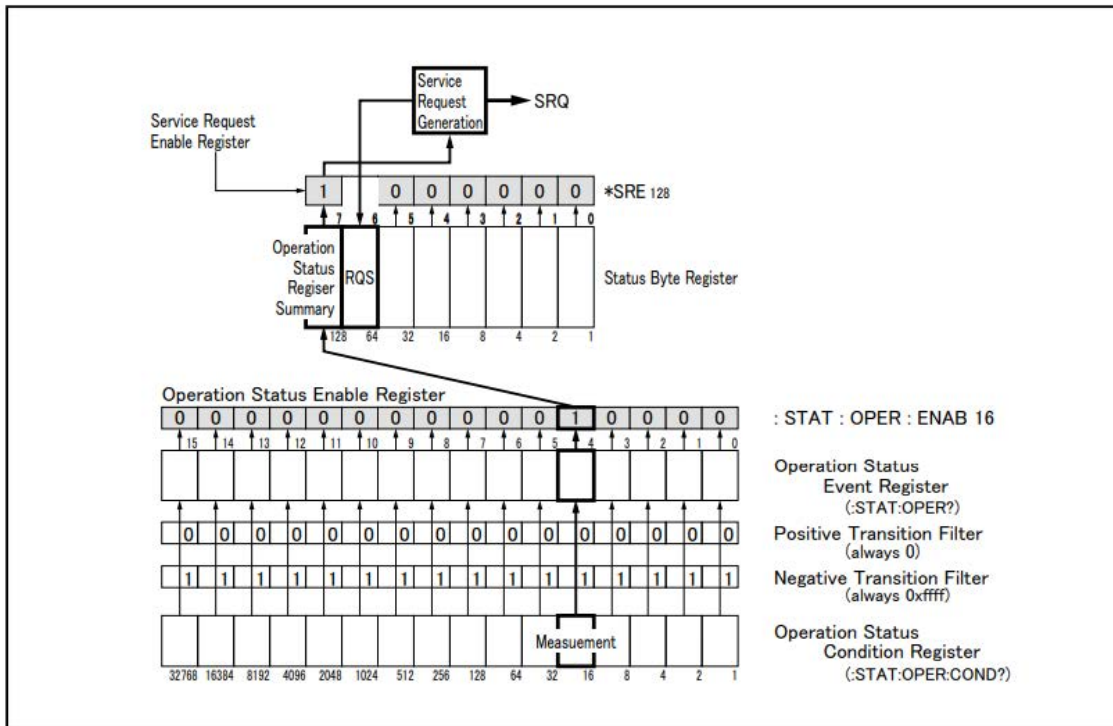 Service
Request
Generation
SRQ
Service Request
Enable Register
1 0 0 0 0 0 0 *SRE 128
7 6 5 4 3 2 1 0
Operation
Status
Regiser
Summary
RQS
Status Byte Register
128 64 32 16 8 4 2 1
Operation Status Enable Register
0 0 0 0 0 0 0 0 0 0 0 1 0 0 0 0 : STAT : OPER : ENAB 16
15 14 13 12 11 10 9 8 7 6 5 4 3 2 1 0
Operation Status
Event Register
(:STAT:OPER?)
0 0 0 0 0 0 0 0 0 0 0 0 0 0 0 0 Positive Transition Filter
(always 0)
1 1 1 1 1 1 1 1 1 1 1 1 1 1 1 1 Negative Transition Filter
(always 0xffff)
Measuement
Operation Status
Condition Register
(:STAT:OPER:COND?)
32768 16384 8192 4096 2048 1024 512 256 128 64 32 16 8 4 2 1